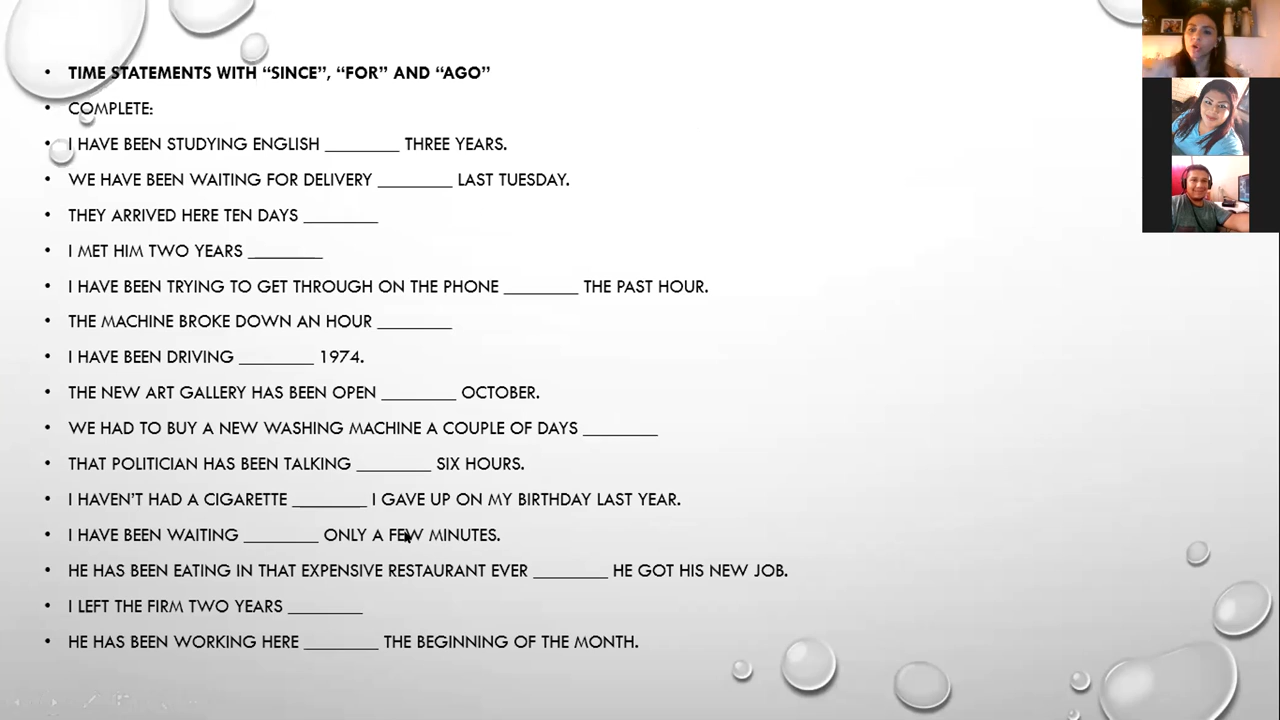 TIME STATEMENTS WITH “SINCE”, “FOR” AND “AGO”
COMPLETE:
I HAVE BEEN STUDYING ENGLISH ________ THREE YEARS.
WE HAVE BEEN WAITING FOR DELIVERY ________ LAST TUESDAY.
THEY ARRIVED HERE TEN DAYS ________
I MET HIM TWO YEARS ________
I HAVE BEEN TRYING TO GET THROUGH ON THE PHONE ________ THE PAST HOUR.
THE MACHINE BROKE DOWN AN HOUR ________
I HAVE BEEN DRIVING ________ 1974.
THE NEW ART GALLERY HAS BEEN OPEN ________ OCTOBER.
WE HAD TO BUY A NEW WASHING MACHINE A COUPLE OF DAYS ________
THAT POLITICIAN HAS BEEN TALKING ________ SIX HOURS.
I HAVEN’T HAD A CIGARETTE ________ I GAVE UP ON MY BIRTHDAY LAST YEAR.
I HAVE BEEN WAITING ________ ONLY A FEW MINUTES.
HE HAS BEEN EATING IN THAT EXPENSIVE RESTAURANT EVER ________ HE GOT HIS NEW JOB.
I LEFT THE FIRM TWO YEARS ________
HE HAS BEEN WORKING HERE ________ THE BEGINNING OF THE MONTH.